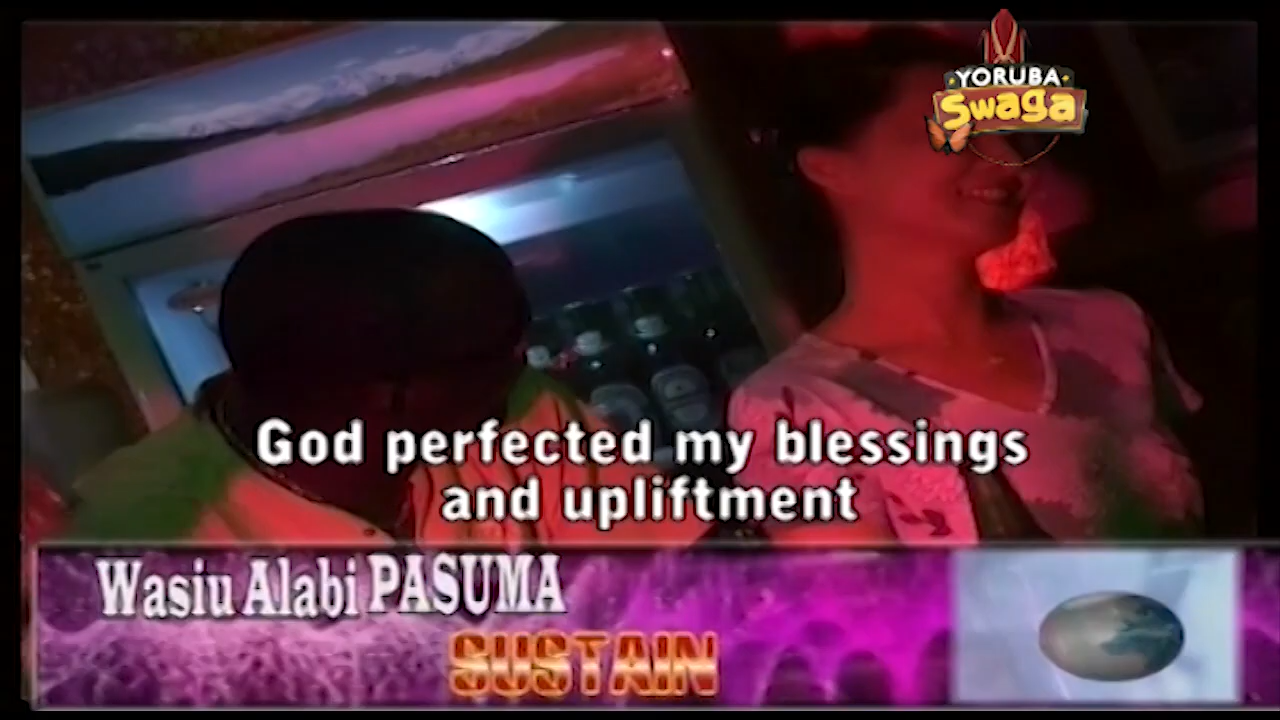 YORUBA
Swaga
God perfected my blessings
and upliftment
Wasiu Alabi PASUMA
SUSTAIN